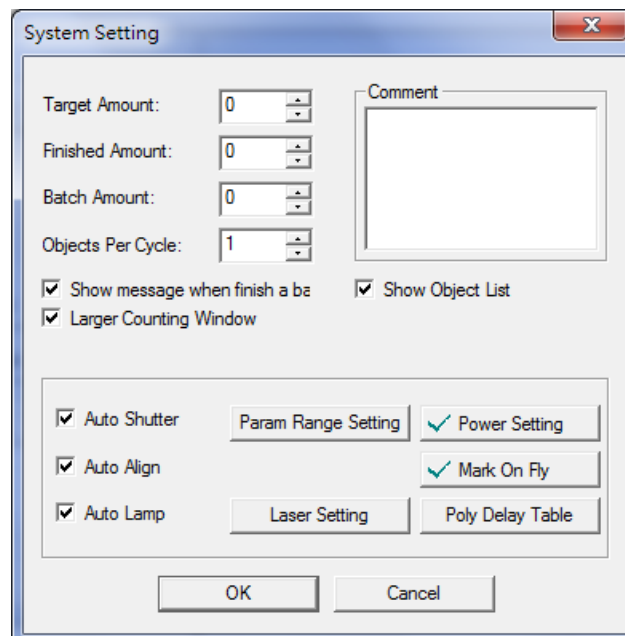 System Setting
Target Amount: 0
Comment
Finished Amount: 0
Batch Amount: 0
Objects Per Cycle: 1
Show message when finish a ba
Show Object List
Larger Counting Window
Auto Shutter Param Range Setting Power Setting
Auto Align Mark On Fly
Auto Lamp Laser Setting Poly Delay Table
OK Cancel